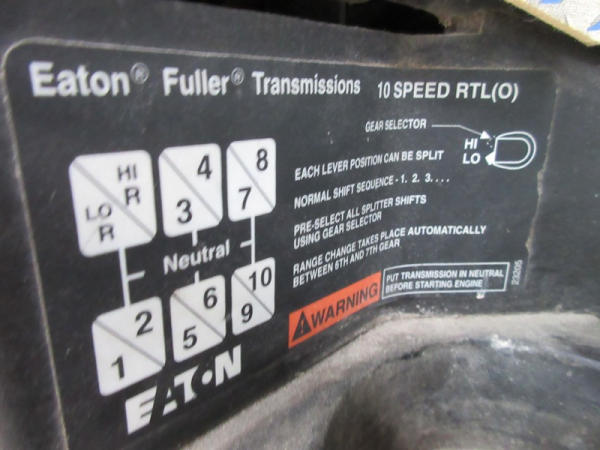 Eaton® Fuller® Transmissions 10 SPEED RTL(O)
GEAR SELECTOR
HI
LO
HI
R
LO
R
4
3
8
7
Neutral
2
1
6
5
10
9
EACH LEVER POSITION CAN BE SPLIT
NORMAL SHIFT SEQUENCE - 1. 2. 3. . . .
PRE-SELECT ALL SPLITTER SHIFTS
USING GEAR SELECTOR
RANGE CHANGE TAKES PLACE AUTOMATICALLY
BETWEEN 6TH AND 7TH GEAR
WARNING
PUT TRANSMISSION IN NEUTRAL
BEFORE STARTING ENGINE
23205
EATON